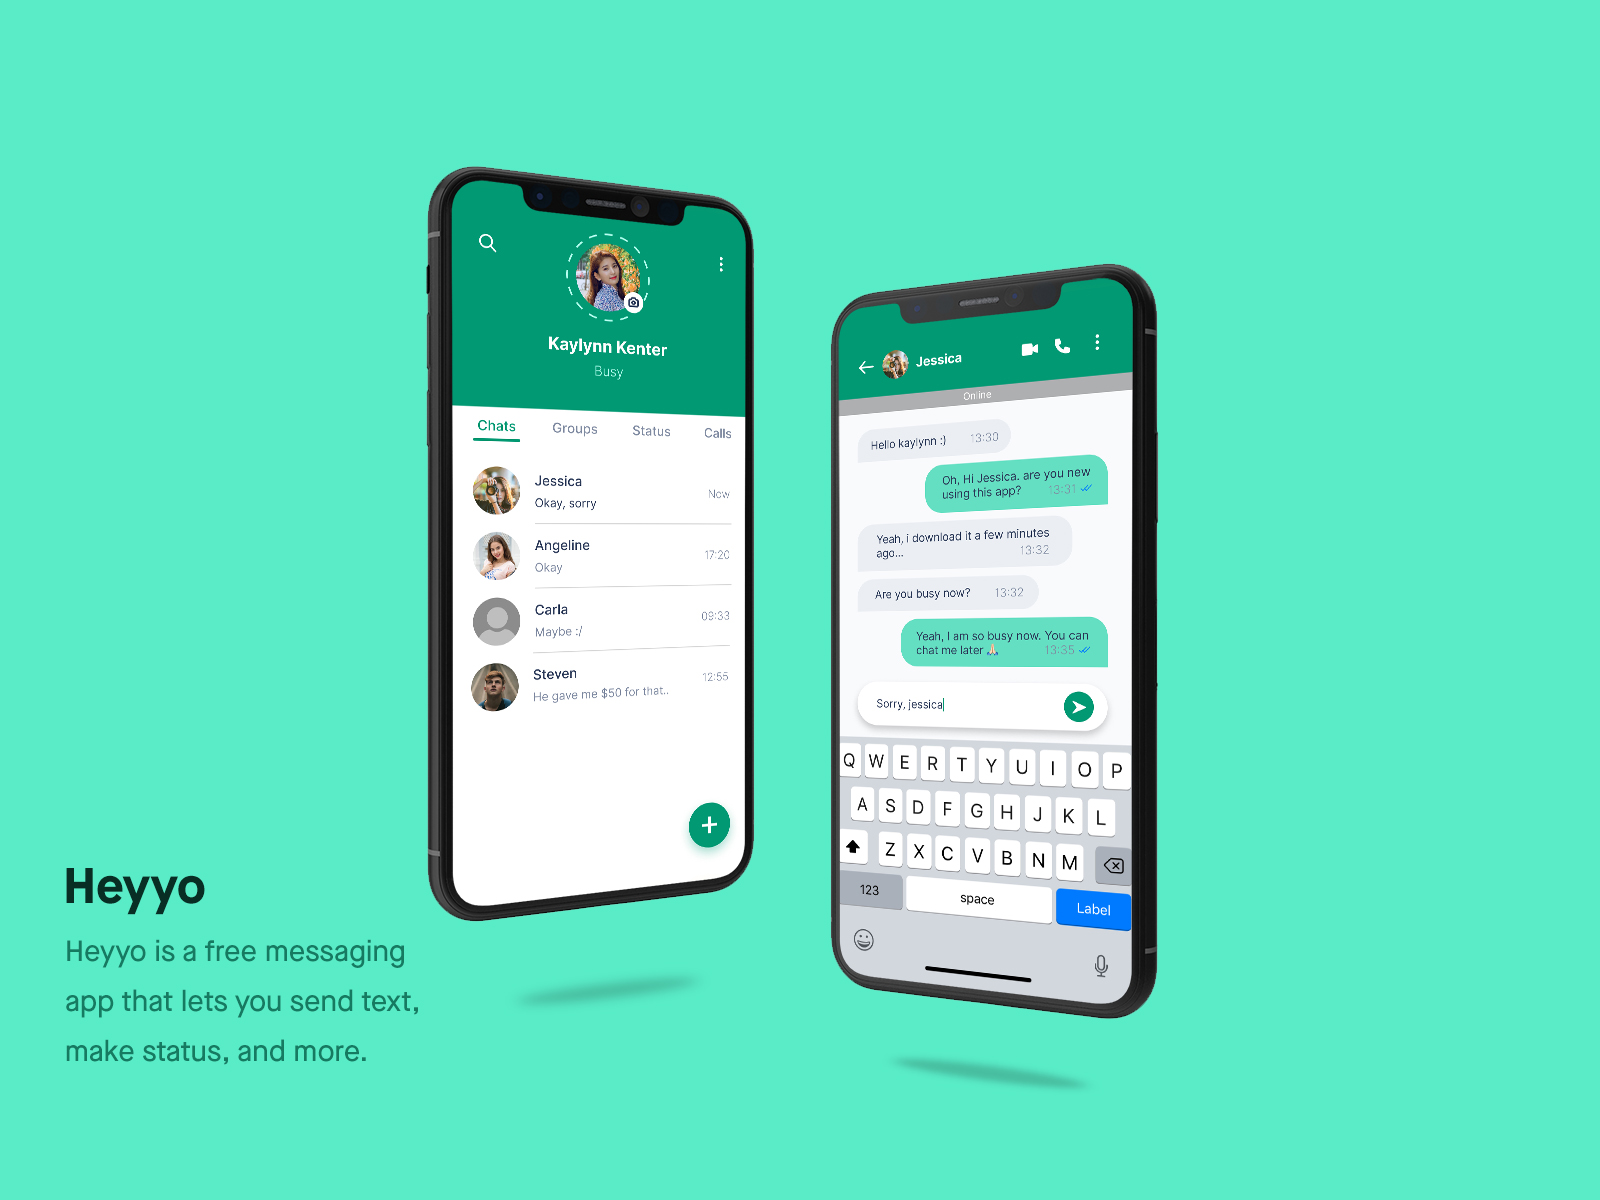 Kaylynn Kenter
Busy
Chats Groups Status Calls
Jessica
Okay, sorry
Now
Angeline
Okay
17:20
Carla
Maybe :/
09:33
Steven
He gave me $50 for that..
12:55
Jessica
Online
Hello kaylynn :) 13:30
Oh, Hi Jessica. are you new
using this app? 13:31
Yeah, i download it a few minutes
ago... 13:32
Are you busy now? 13:32
Yeah, I am so busy now. You can
chat me later 🙏 13:35
Sorry, jessica
Q W E R T Y U I O P
A S D F G H J K L
Z X C V B N M
123 space Label
Heyyo
Heyyo is a free messaging
app that lets you send text,
make status, and more.